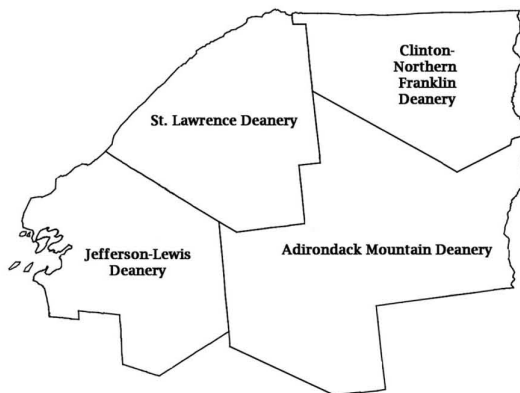 Clinton-
Northern
Franklin
Deanery
St. Lawrence Deanery
Jefferson-Lewis
Deanery
Adirondack Mountain Deanery